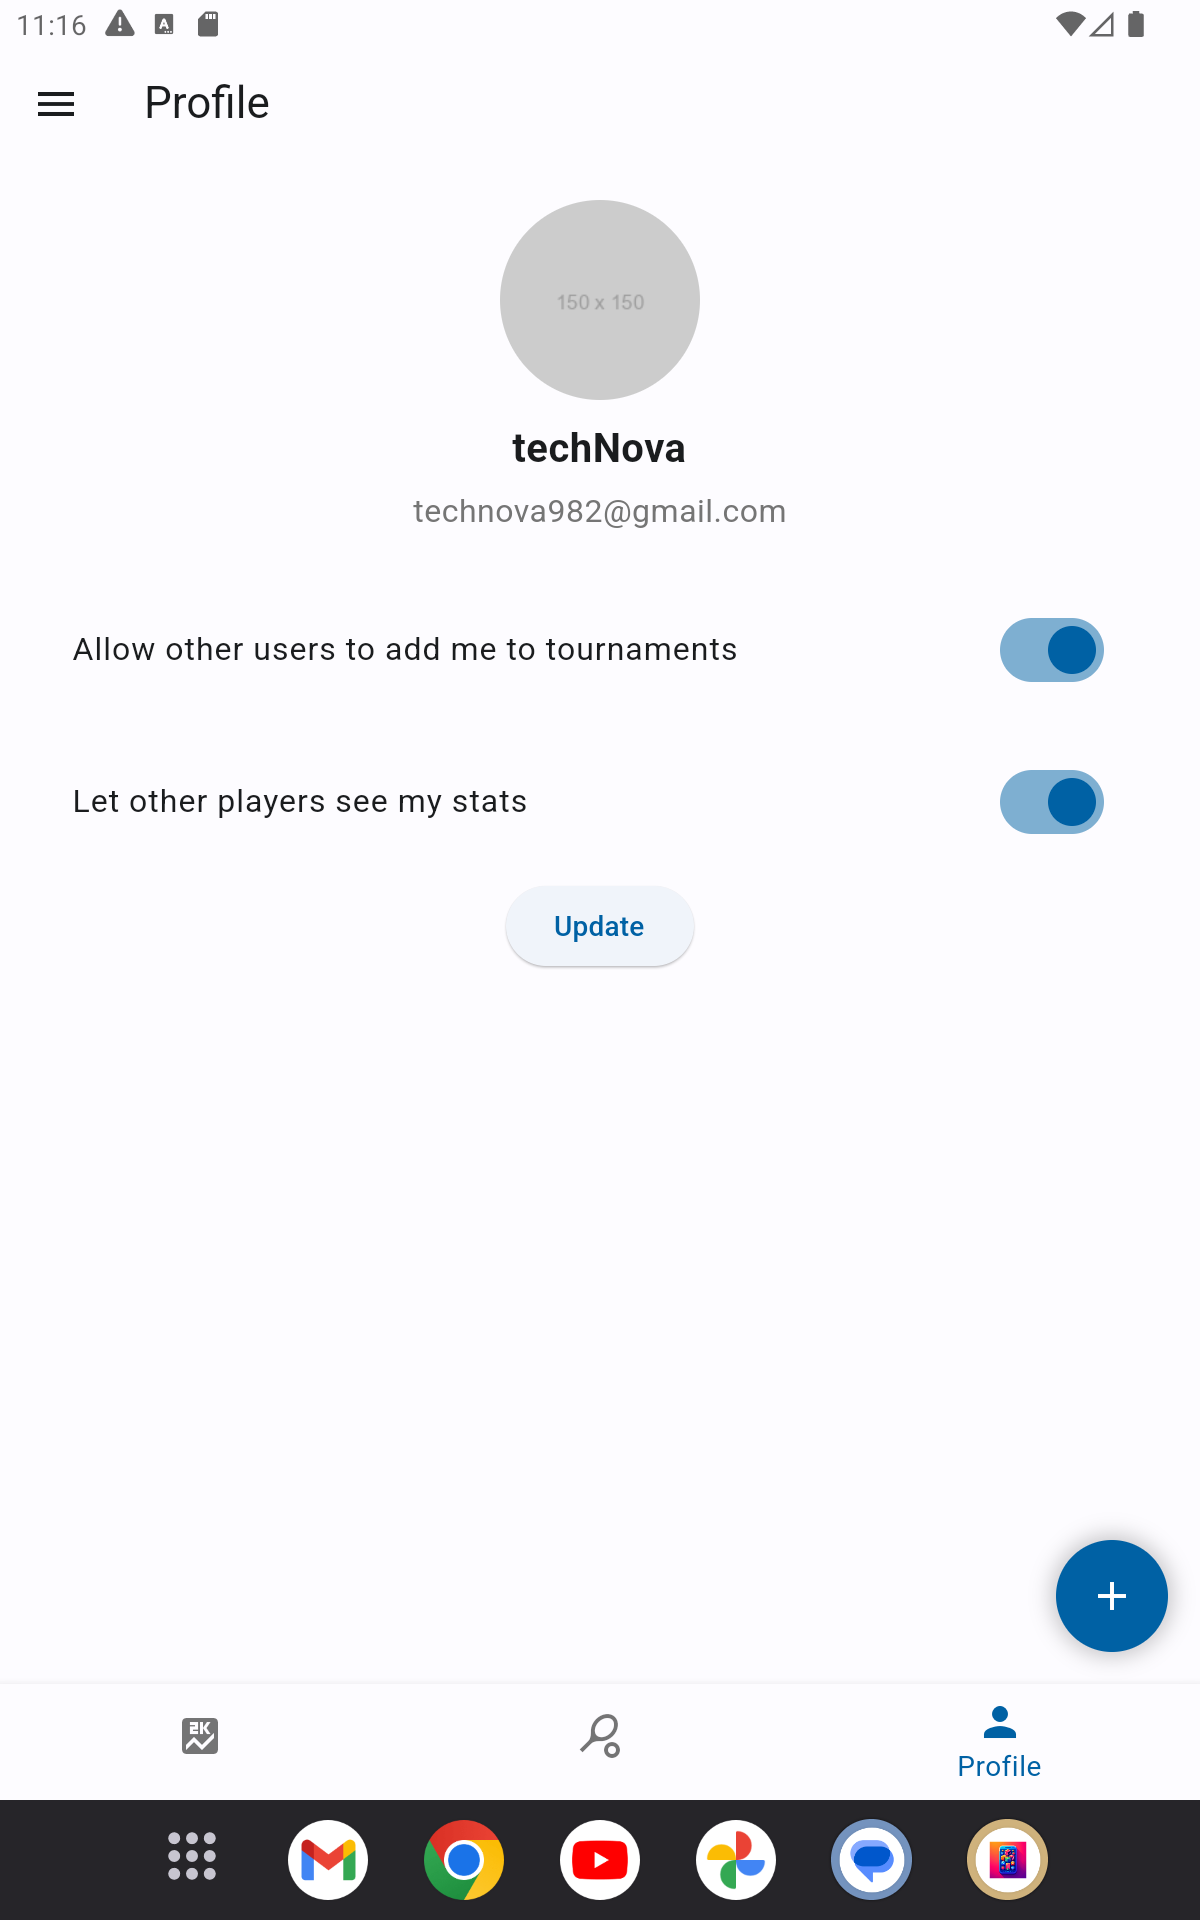 11:16
Profile
150 x 150
techNova
technova982@gmail.com
Allow other users to add me to tournaments
Let other players see my stats
Update
2K
Profile